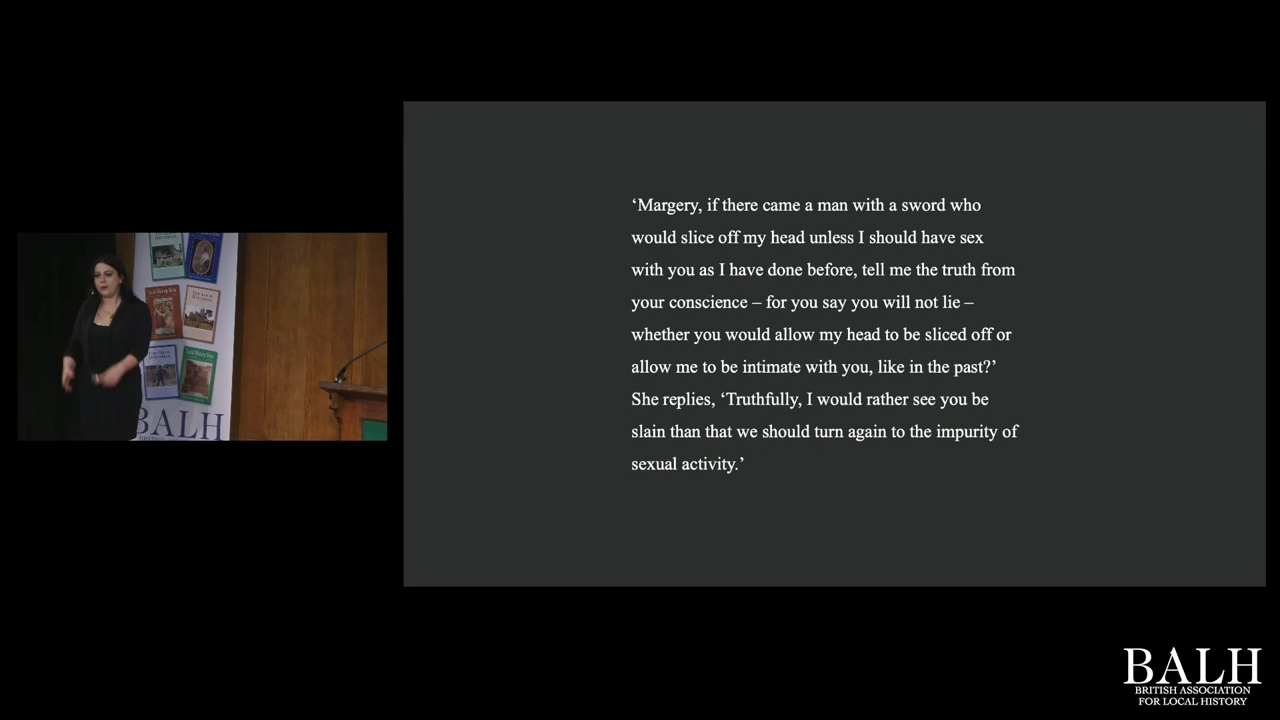 ‘Margery, if there came a man with a sword who
would slice off my head unless I should have sex
with you as I have done before, tell me the truth from
your conscience – for you say you will not lie –
whether you would allow my head to be sliced off or
allow me to be intimate with you, like in the past?’
She replies, ‘Truthfully, I would rather see you be
slain than that we should turn again to the impurity of
sexual activity.’
BALH
BALH
BRITISH ASSOCIATION
FOR LOCAL HISTORY